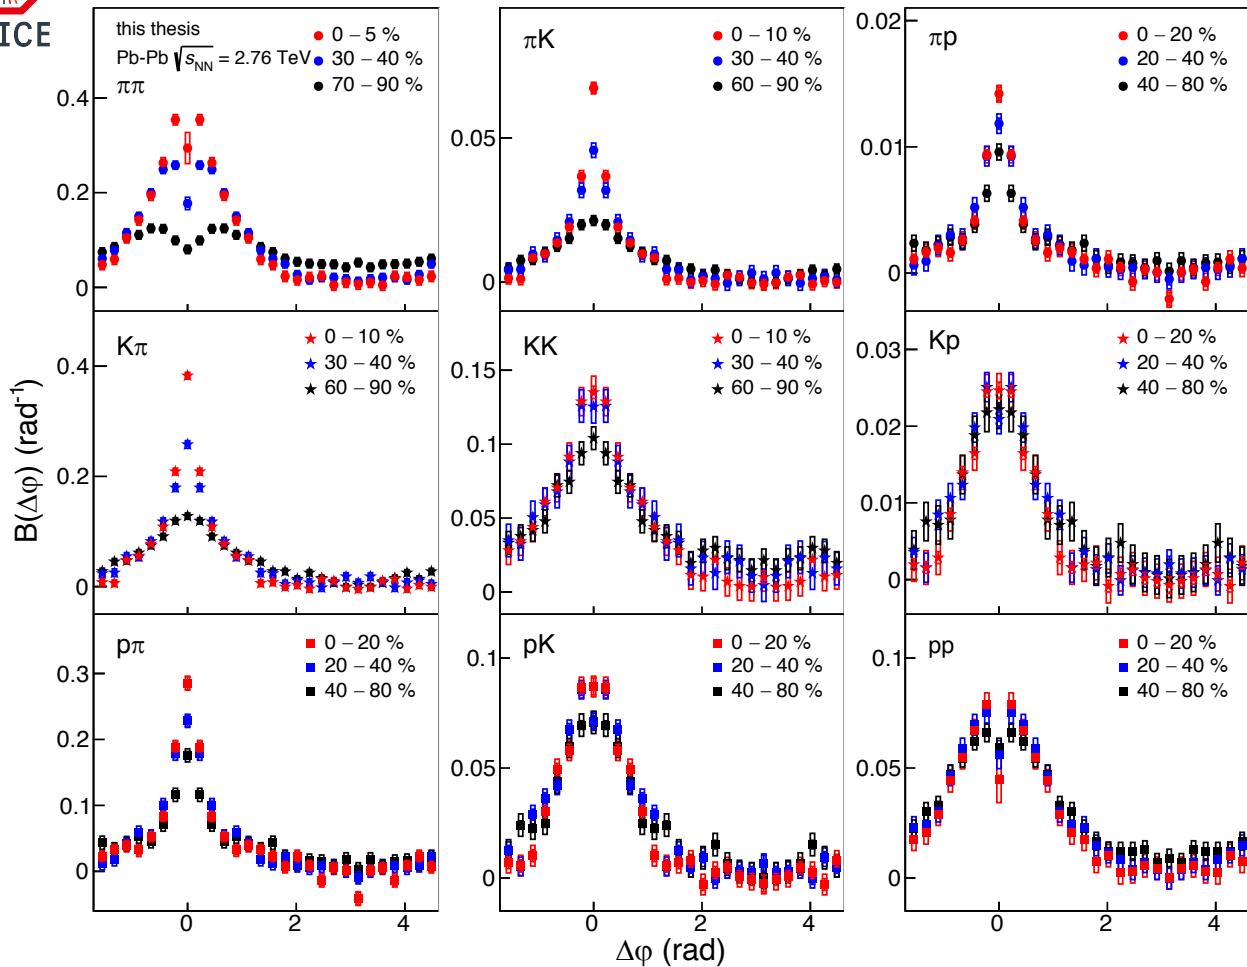 ICE
this thesis
Pb-Pb √sNN = 2.76 TeV
ππ
0 – 5 %
30 – 40 %
70 – 90 %
πK
0 – 10 %
30 – 40 %
60 – 90 %
πp
0 – 20 %
20 – 40 %
40 – 80 %
0.4
0.2
0
0.05
0
0.02
0.01
0
Kπ
0 – 10 %
30 – 40 %
60 – 90 %
KK
0 – 10 %
30 – 40 %
60 – 90 %
Kp
0 – 20 %
20 – 40 %
40 – 80 %
0.4
0.2
0
0.15
0.1
0.05
0
0.03
0.02
0.01
0
B(Δφ) (rad⁻¹)
pπ
0 – 20 %
20 – 40 %
40 – 80 %
pK
0 – 20 %
20 – 40 %
40 – 80 %
pp
0 – 20 %
20 – 40 %
40 – 80 %
0.3
0.2
0.1
0
0.1
0.05
0
0.1
0.05
0
0 2 4 0 2 4 0 2 4
Δφ (rad)